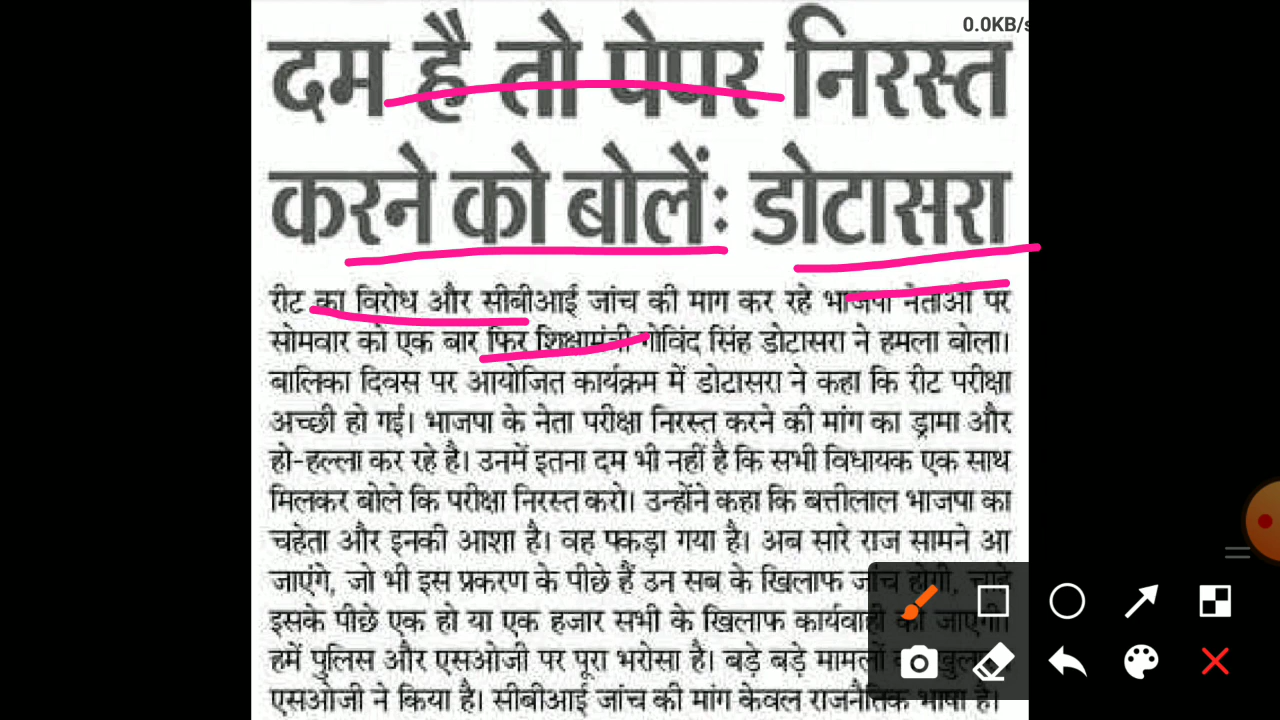 0.0KB/s
दम है तो पेपर निरस्त
करने को बोलेंः डोटासरा
रीट का विरोध और सीबीआई जांच की माग कर रहे भाजपा नेताओं पर
सोमवार को एक बार फिर शिक्षामंत्री गोविंद सिंह डोटासरा ने हमला बोला।
बालिका दिवस पर आयोजित कार्यक्रम में डोटासरा ने कहा कि रीट परीक्षा
अच्छी हो गई। भाजपा के नेता परीक्षा निरस्त करने की मांग का ड्रामा और
हो-हल्ला कर रहे है। उनमें इतना दम भी नहीं है कि सभी विधायक एक साथ
मिलकर बोले कि परीक्षा निरस्त करो। उन्होंने कहा कि बत्तीलाल भाजपा का
चहेता और इनकी आशा है। वह पकड़ा गया है। अब सारे राज सामने आ
जाएंगे, जो भी इस प्रकरण के पीछे हैं उन सब के खिलाफ जांच होगी, चाहे
इसके पीछे एक हो या एक हजार सभी के खिलाफ कार्यवाही की जाएगी।
हमें पुलिस और एसओजी पर पूरा भरोसा है। बड़े बड़े मामलों
एसओजी ने किया है। सीबीआई जांच की मांग केवल राजनैतिक भाषा है।